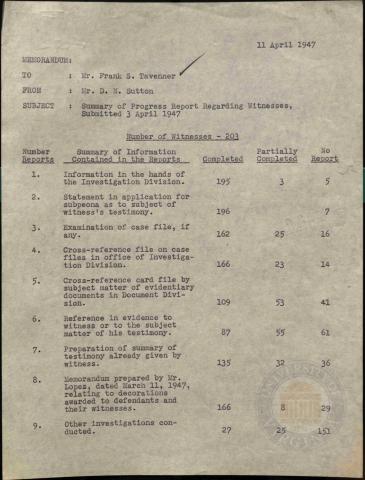 11 April 1947
MEMORANDUM:
TO : Mr. Frank S. Tavenner
FROM : Mr. D. N. Sutton
SUBJECT : Summary of Progress Report Regarding Witnesses,
Submitted 3 April 1947
Number of Witnesses - 203
Number Summary of Information Partially No
Reports Contained in the Reports Completed Completed Report
1. Information in the hands of
the Investigation Division. 195 3 5
2. Statement in application for
subpoena as to subject of
witness's testimony. 196 7
3. Examination of case file, if
any. 162 25 16
4. Cross-reference file on case
files in office of Investiga-
tion Division. 166 23 14
5. Cross-reference card file by
subject matter of evidentiary
documents in Document Divi-
sion. 109 53 41
6. Reference in evidence to
witness or to the subject
matter of his testimony. 87 55 61
7. Preparation of summary of
testimony already given by
witness. 135 32 36
8. Memorandum prepared by Mr.
Lopez, dated March 11, 1947,
relating to decorations
awarded to defendants and
their witnesses. 166 8 29
9. Other investigations con-
ducted. 27 25 151